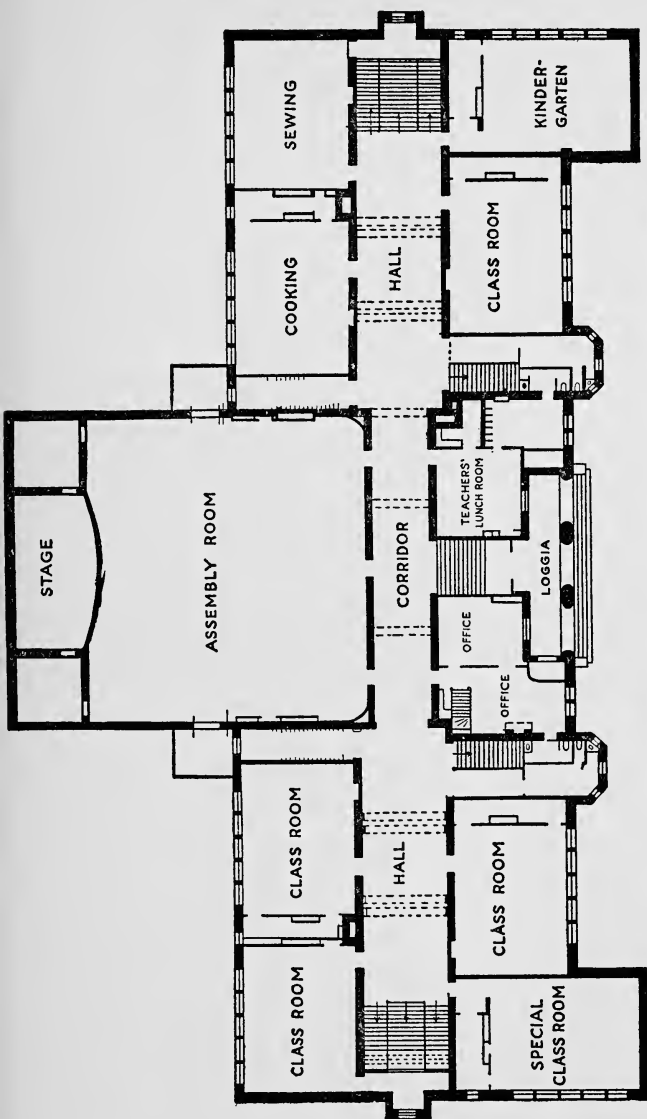 SEWING
KINDER-
GARTEN
COOKING
HALL
CLASS ROOM
STAGE
ASSEMBLY ROOM
CORRIDOR
TEACHERS'
LUNCH ROOM
LOGGIA
OFFICE
OFFICE
CLASS ROOM
HALL
CLASS ROOM
CLASS ROOM
SPECIAL
CLASS ROOM